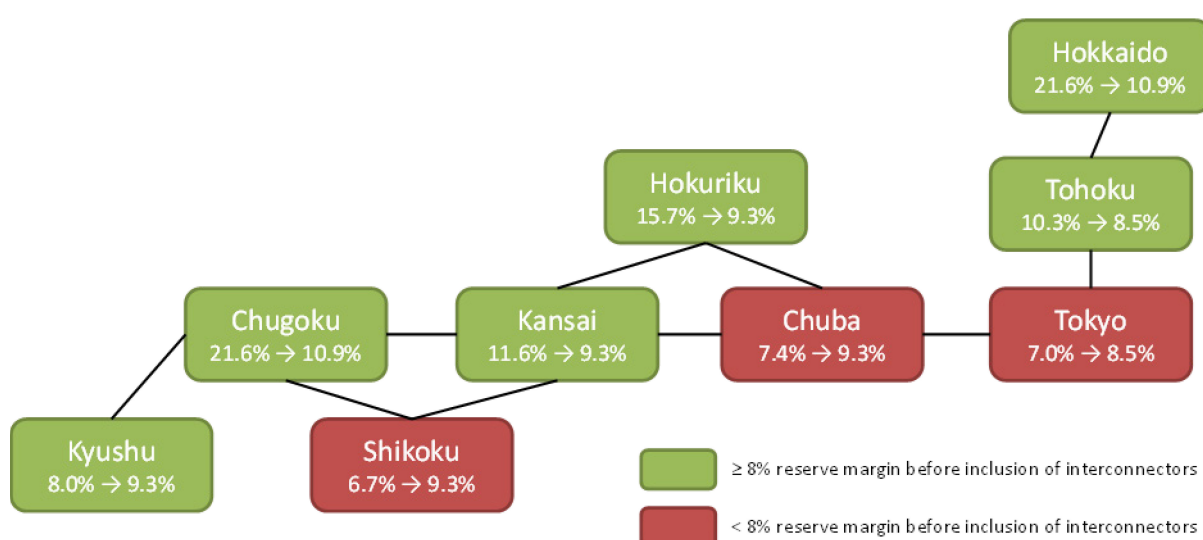 Hokkaido
21.6% → 10.9%
Hokuriku
15.7% → 9.3%
Tohoku
10.3% → 8.5%
Chugoku
21.6% → 10.9%
Kansai
11.6% → 9.3%
Chuba
7.4% → 9.3%
Tokyo
7.0% → 8.5%
Kyushu
8.0% → 9.3%
Shikoku
6.7% → 9.3%
≥ 8% reserve margin before inclusion of interconnectors
< 8% reserve margin before inclusion of interconnectors